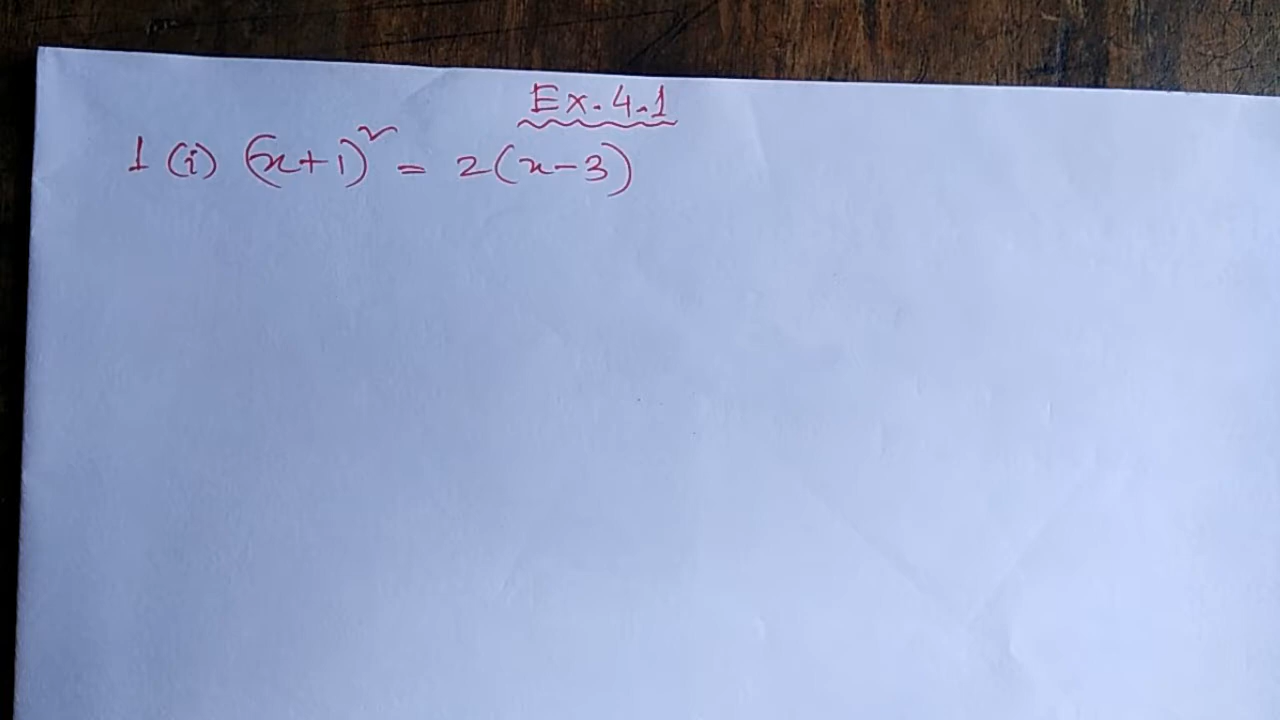 Ex. 4.1
1 (i) (x+1)² = 2(x-3)